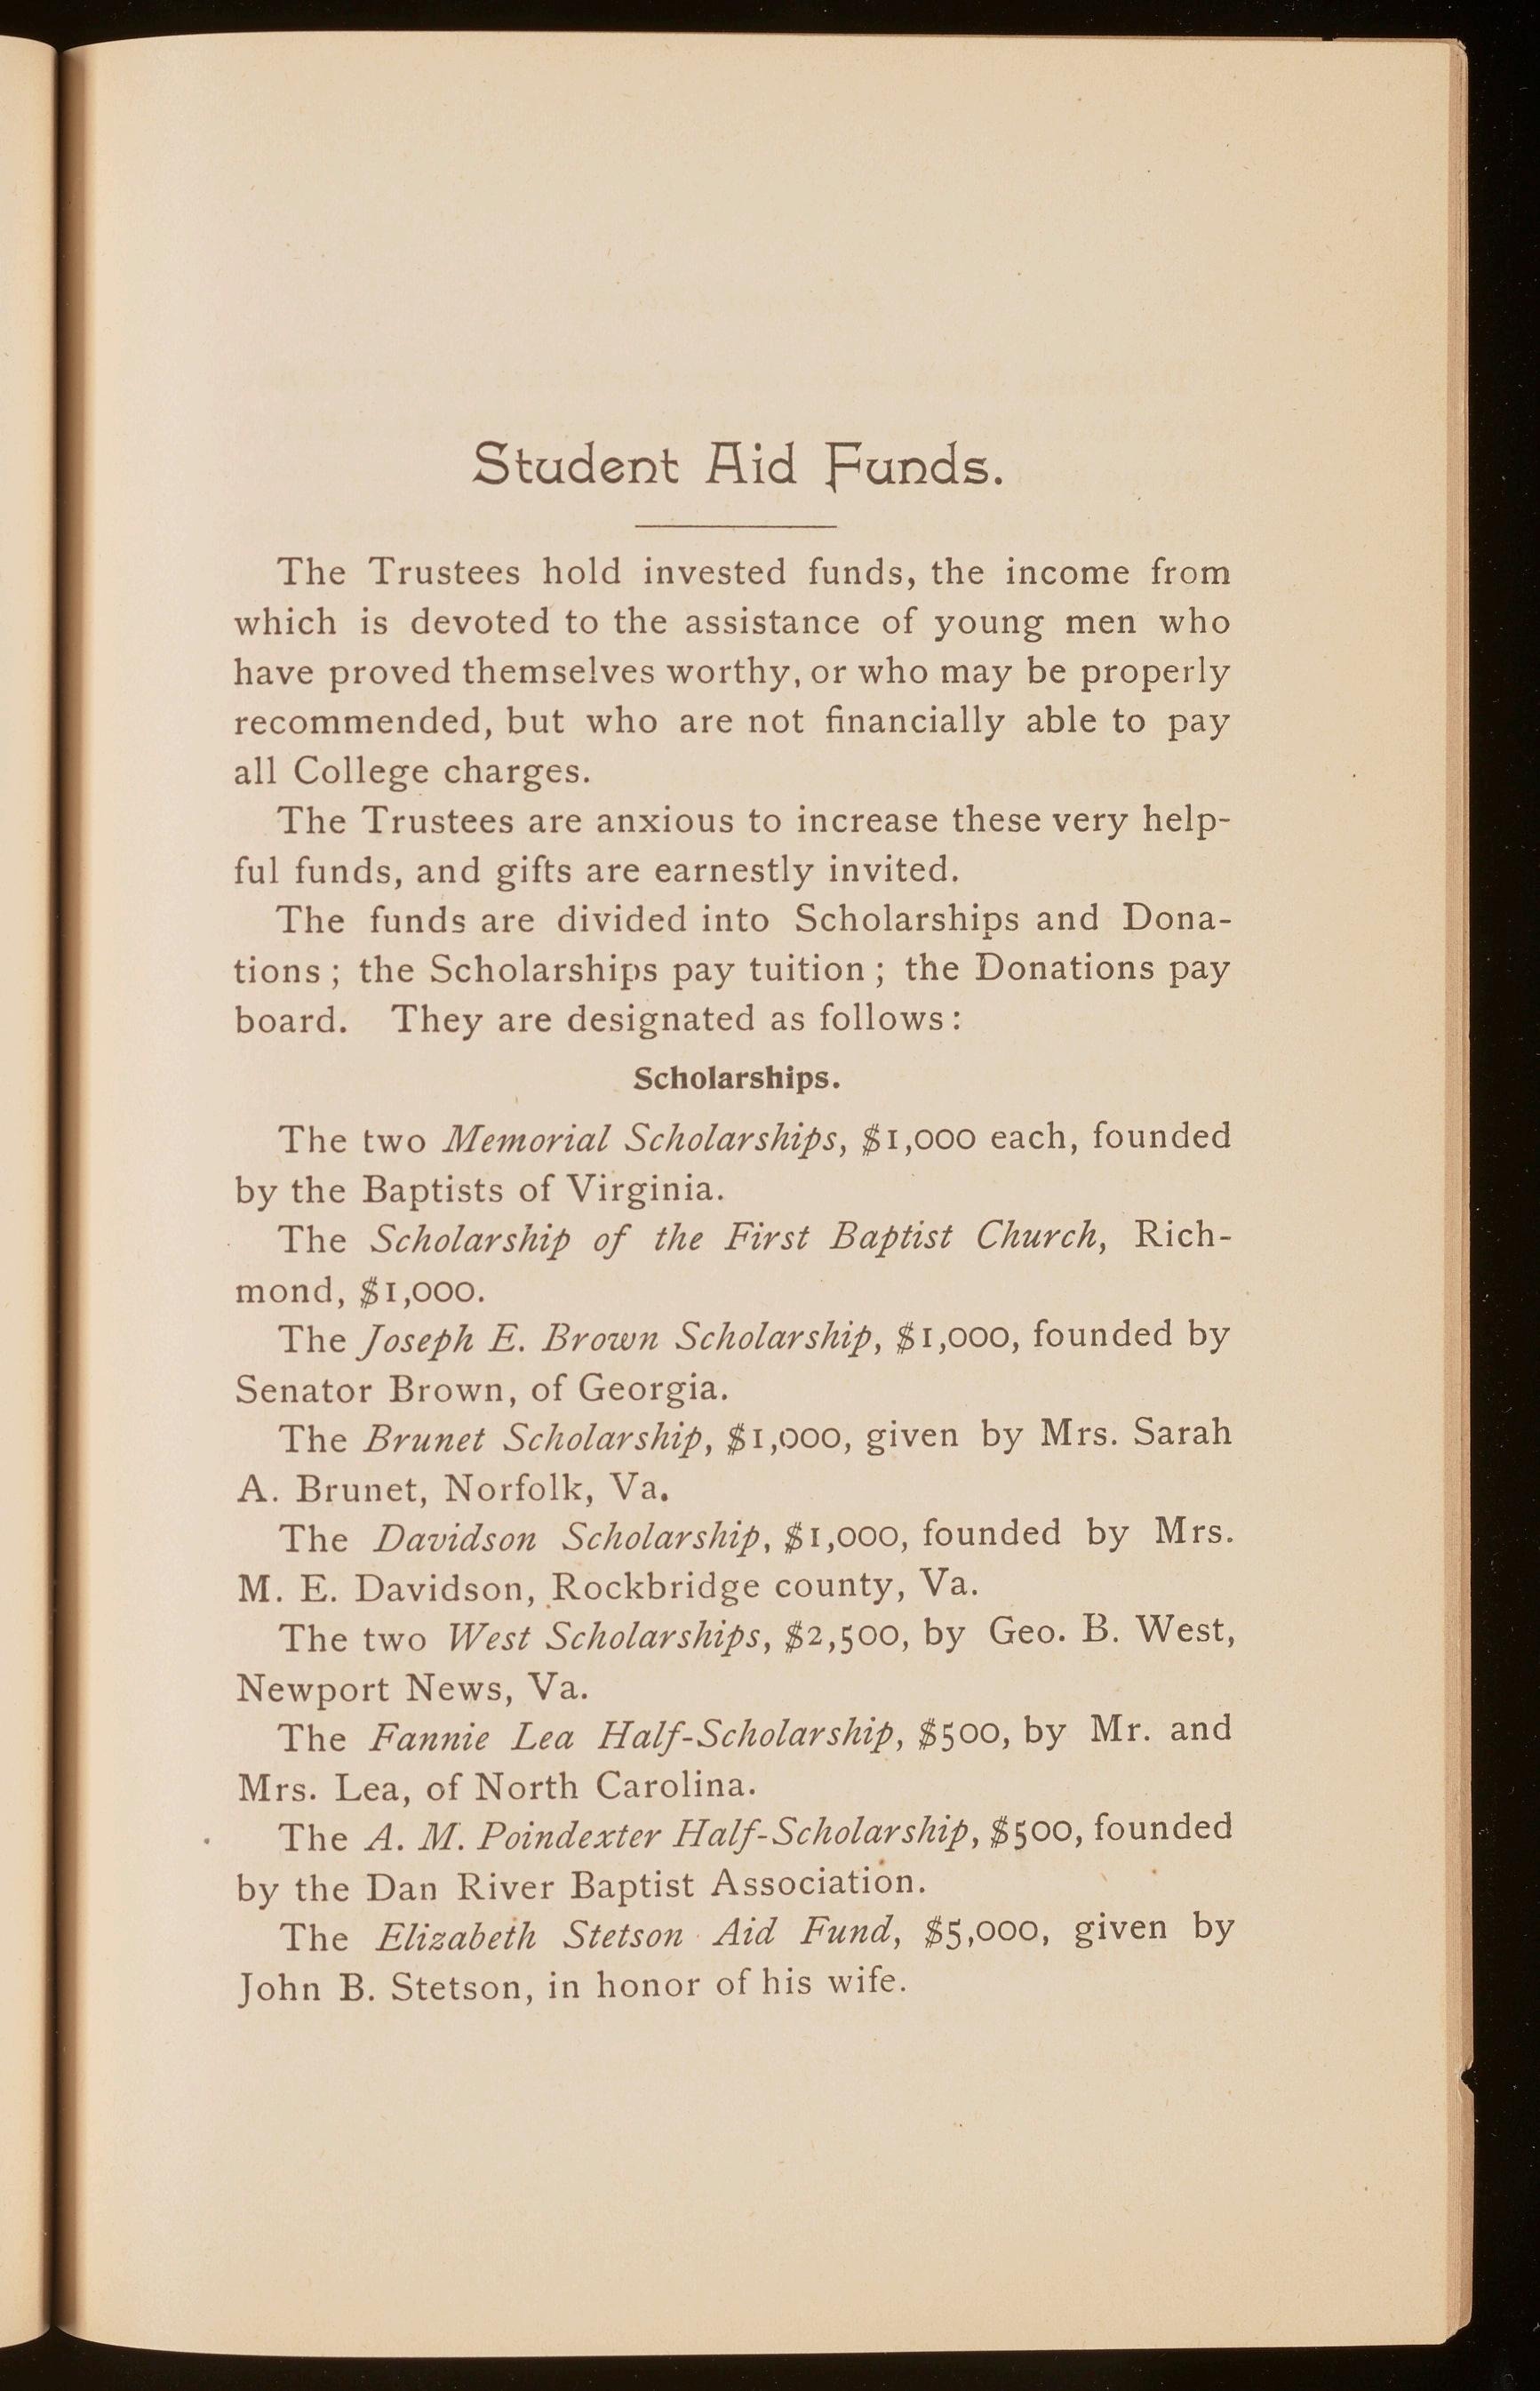 Student Aid Funds.
The Trustees hold invested funds, the income from
which is devoted to the assistance of young men who
have proved themselves worthy, or who may be properly
recommended, but who are not financially able to pay
all College charges.
The Trustees are anxious to increase these very help-
ful funds, and gifts are earnestly invited.
The funds are divided into Scholarships and Dona-
tions; the Scholarships pay tuition; the Donations pay
board. They are designated as follows:
Scholarships.
The two Memorial Scholarships, $1,000 each, founded
by the Baptists of Virginia.
The Scholarship of the First Baptist Church, Rich-
mond, $1,000.
The Joseph E. Brown Scholarship, $1,000, founded by
Senator Brown, of Georgia.
The Brunet Scholarship, $1,000, given by Mrs. Sarah
A. Brunet, Norfolk, Va.
The Davidson Scholarship, $1,000, founded by Mrs.
M. E. Davidson, Rockbridge county, Va.
The two West Scholarships, $2,500, by Geo. B. West,
Newport News, Va.
The Fannie Lea Half-Scholarship, $500, by Mr. and
Mrs. Lea, of North Carolina.
The A. M. Poindexter Half-Scholarship, $500, founded
by the Dan River Baptist Association.
The Elizabeth Stetson Aid Fund, $5,000, given by
John B. Stetson, in honor of his wife.